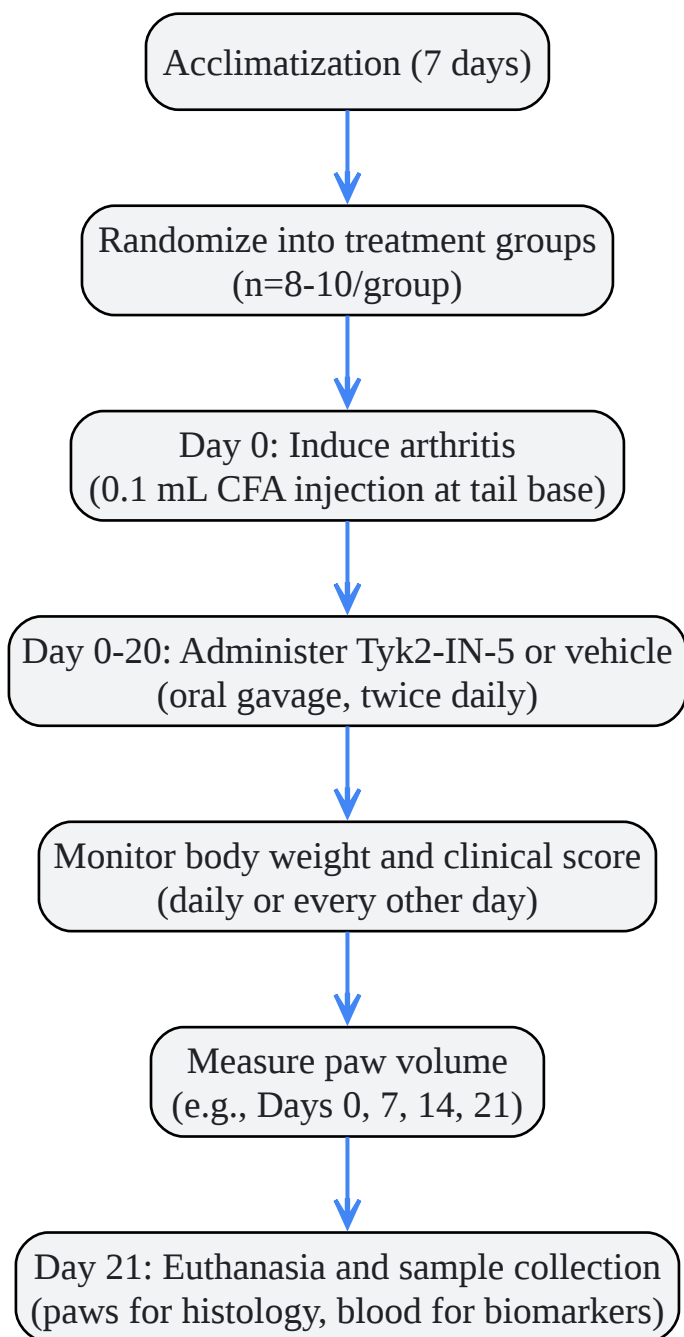 Acclimatization (7 days)
Randomize into treatment groups
(n=8-10/group)
Day 0: Induce arthritis
(0.1 mL CFA injection at tail base)
Day 0-20: Administer Tyk2-IN-5 or vehicle
(oral gavage, twice daily)
Monitor body weight and clinical score
(daily or every other day)
Measure paw volume
(e.g., Days 0, 7, 14, 21)
Day 21: Euthanasia and sample collection
(paws for histology, blood for biomarkers)